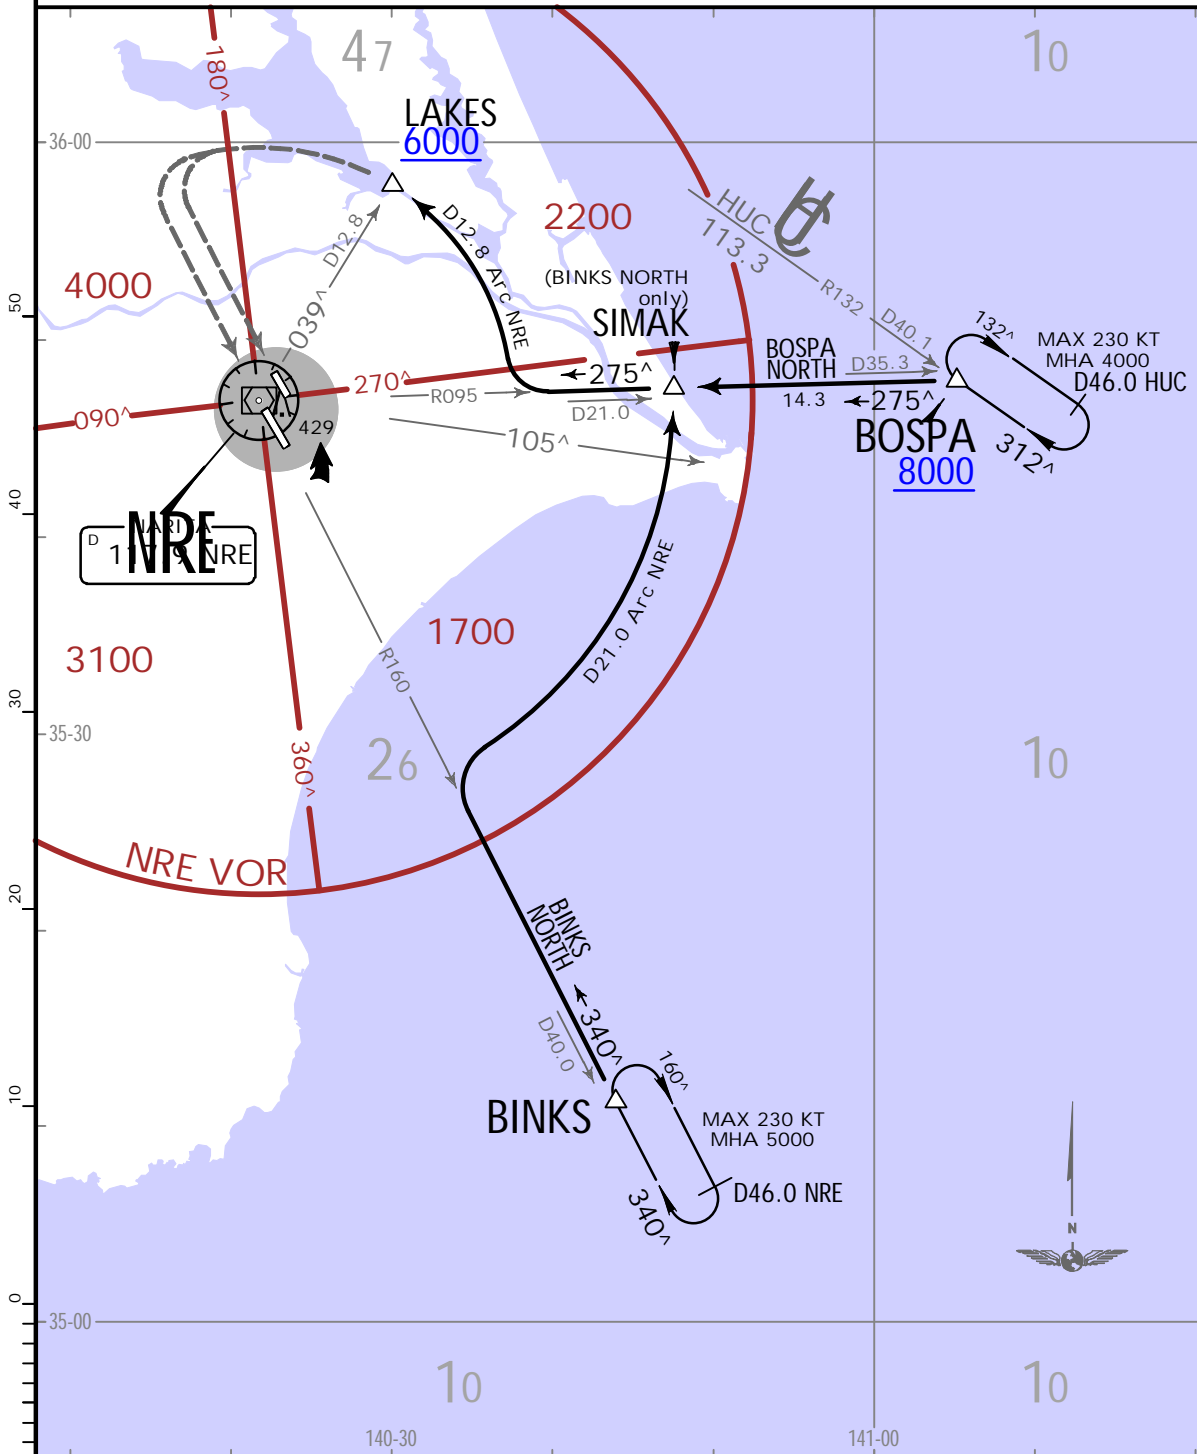 180^
47
10
LAKES
6000
36-00
HUC
113.3
2200
D12.8
D12.8 Arc NRE
4000
(BINKS NORTH
only)
SIMAK
R132
D40.1
132^
MAX 230 KT
MHA 4000
D46.0 HUC
50
039^
BOSPA
NORTH
D35.3
275^
270^
R095
D21.0
14.3
275^
090^
429
105^
BOSPA
8000
312^
40
NARITA
NRE
D
117.9 NRE
D21.0 Arc NRE
1700
3100
R160
30
35-30
360^
26
10
NRE VOR
20
BINKS
NORTH
340^
D40.0
160^
10
BINKS
MAX 230 KT
MHA 5000
D46.0 NRE
340^
N
0
35-00
10
10
140-30
141-00